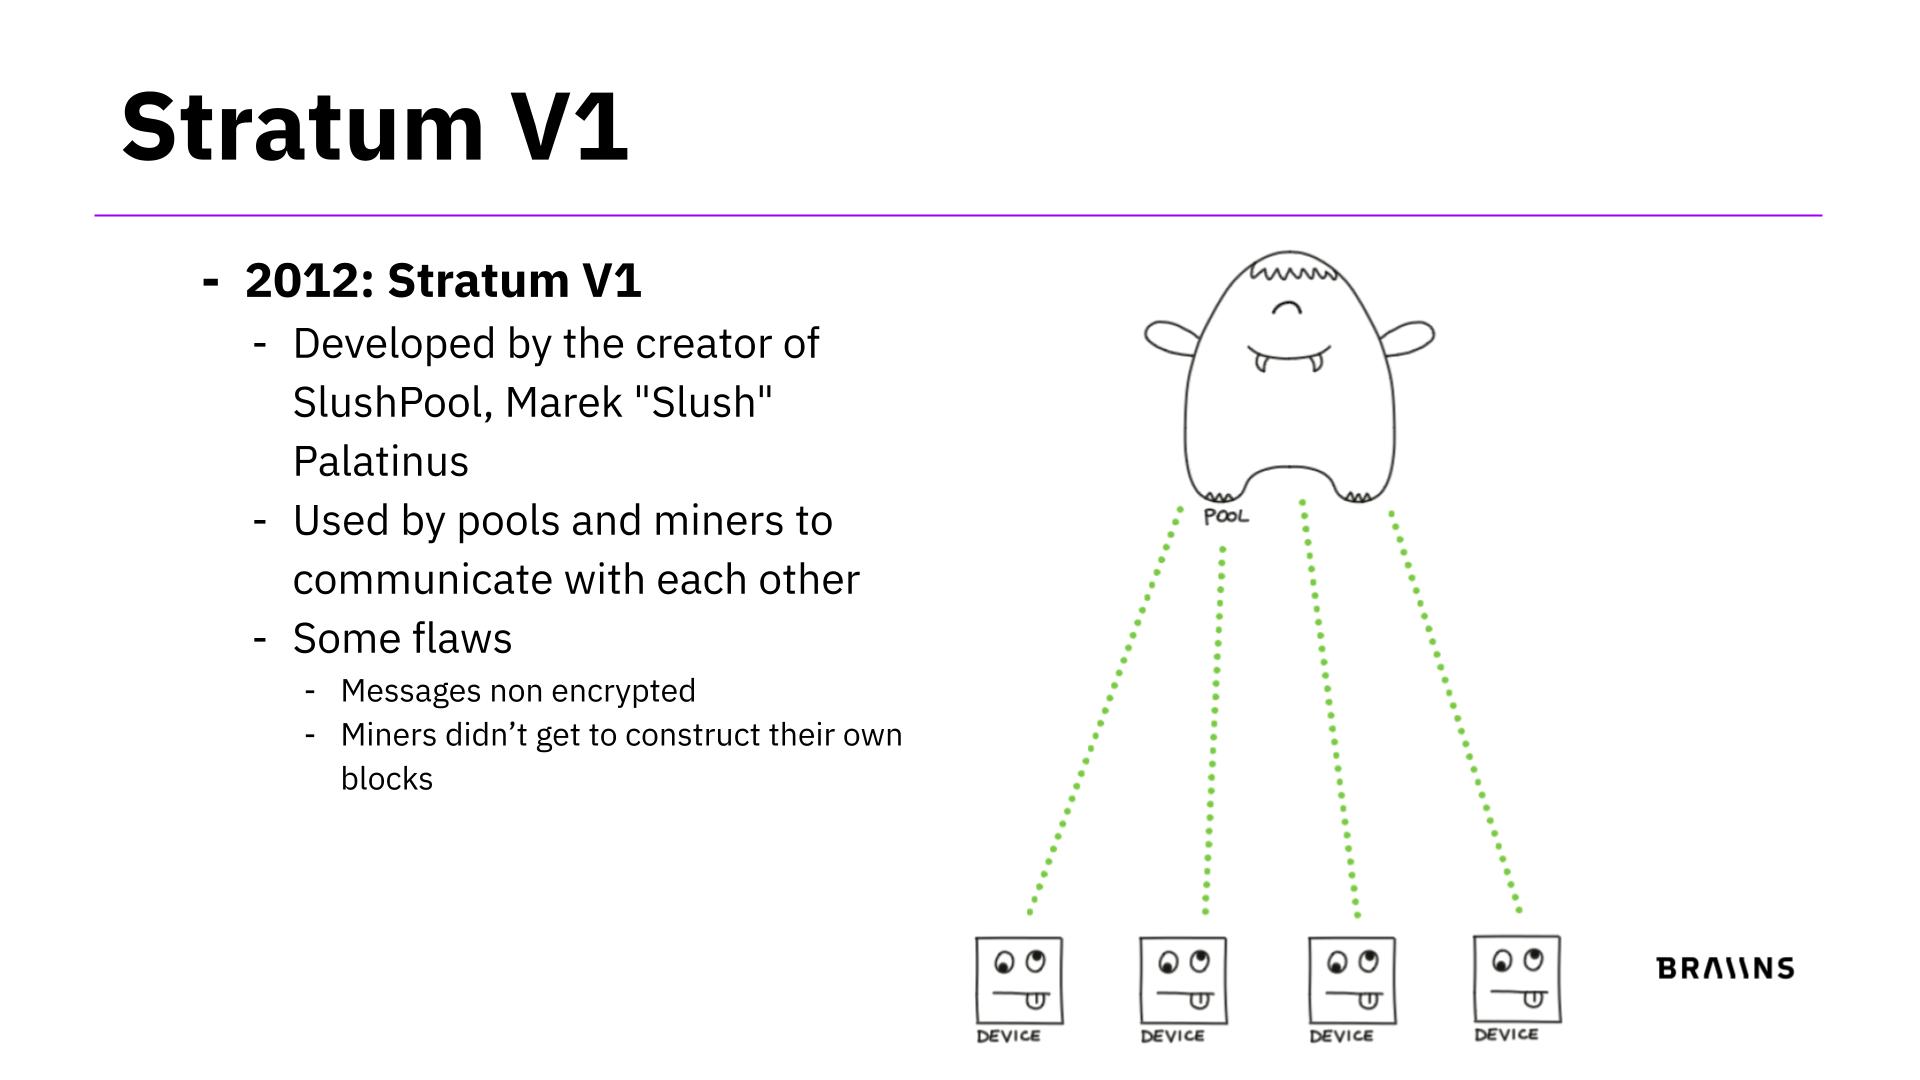 Stratum V1
- 2012: Stratum V1
- Developed by the creator of
SlushPool, Marek "Slush"
Palatinus
- Used by pools and miners to
communicate with each other
- Some flaws
- Messages non encrypted
- Miners didn’t get to construct their own
blocks
POOL
DEVICE
DEVICE
DEVICE
DEVICE
BRAIINS